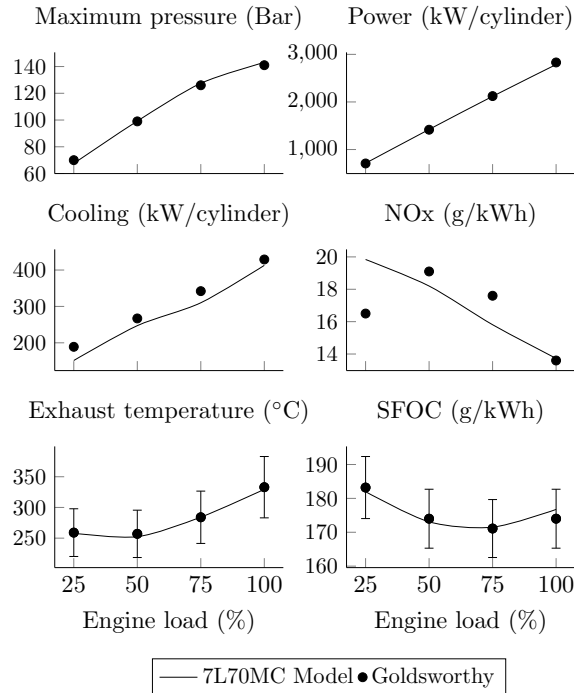 Maximum pressure (Bar)
Power (kW/cylinder)
140
120
100
80
60
3,000
2,000
1,000
Cooling (kW/cylinder)
NOx (g/kWh)
400
300
200
20
18
16
14
Exhaust temperature (°C)
SFOC (g/kWh)
350
300
250
190
180
170
160
25 50 75 100
25 50 75 100
Engine load (%)
Engine load (%)
7L70MC Model Goldsworthy